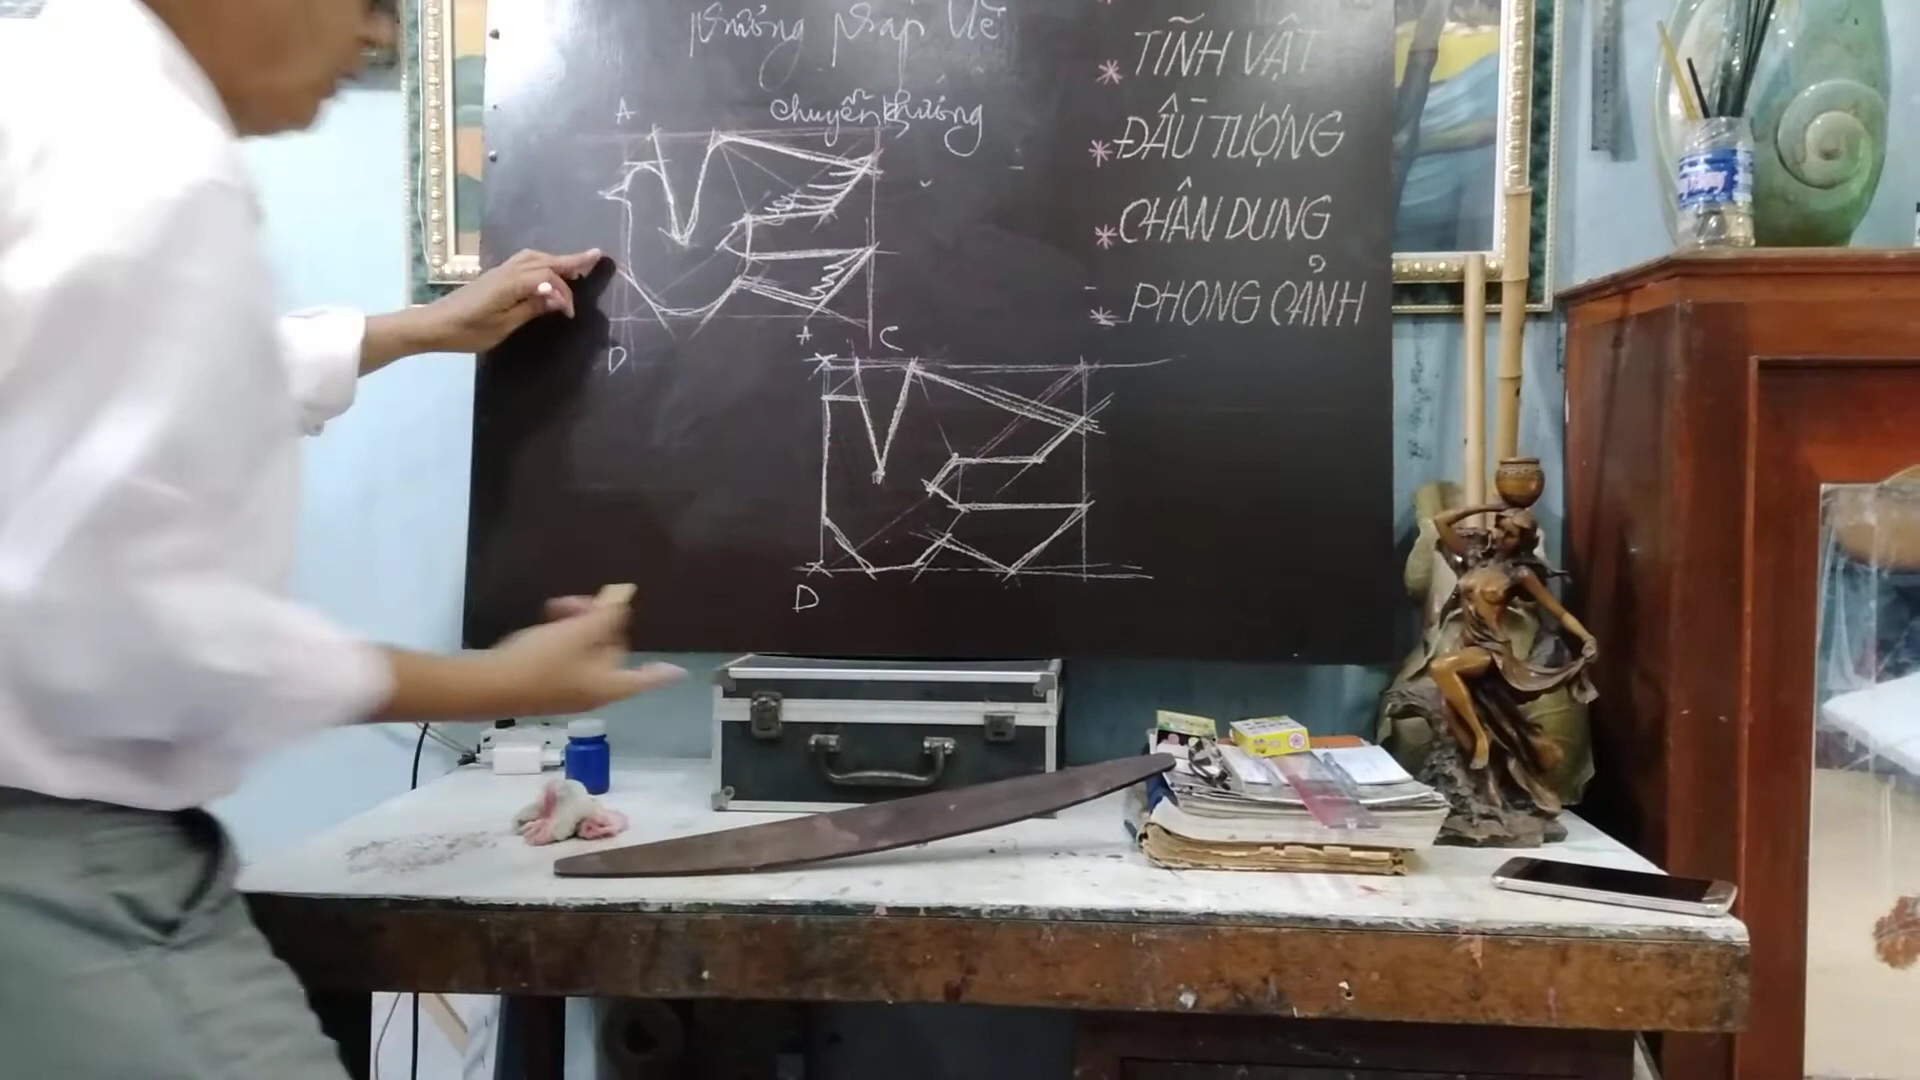 Phương pháp vẽ
chuyển hướng
A
B
D
C
TĨNH VẬT
* ĐẦU TƯỢNG
* CHÂN DUNG
* PHONG CẢNH
*
A
D